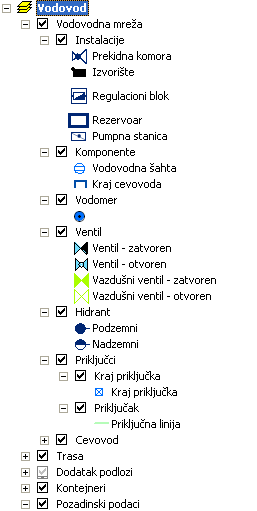 Vodovod
Vodovodna mreža
Instalacije
Prekidna komora
Izvorište
Regulacioni blok
Rezervoar
Pumpna stanica
Komponente
Vodovodna šahta
Kraj cevovoda
Vodomer
Ventil
Ventil - zatvoren
Ventil - otvoren
Vazdušni ventil - zatvoren
Vazdušni ventil - otvoren
Hidrant
Podzemni
Nadzemni
Priključci
Kraj priključka
Kraj priključka
Priključak
Priključna linija
Cevovod
Trasa
Dodatak podlozi
Kontejneri
Pozadinski podaci